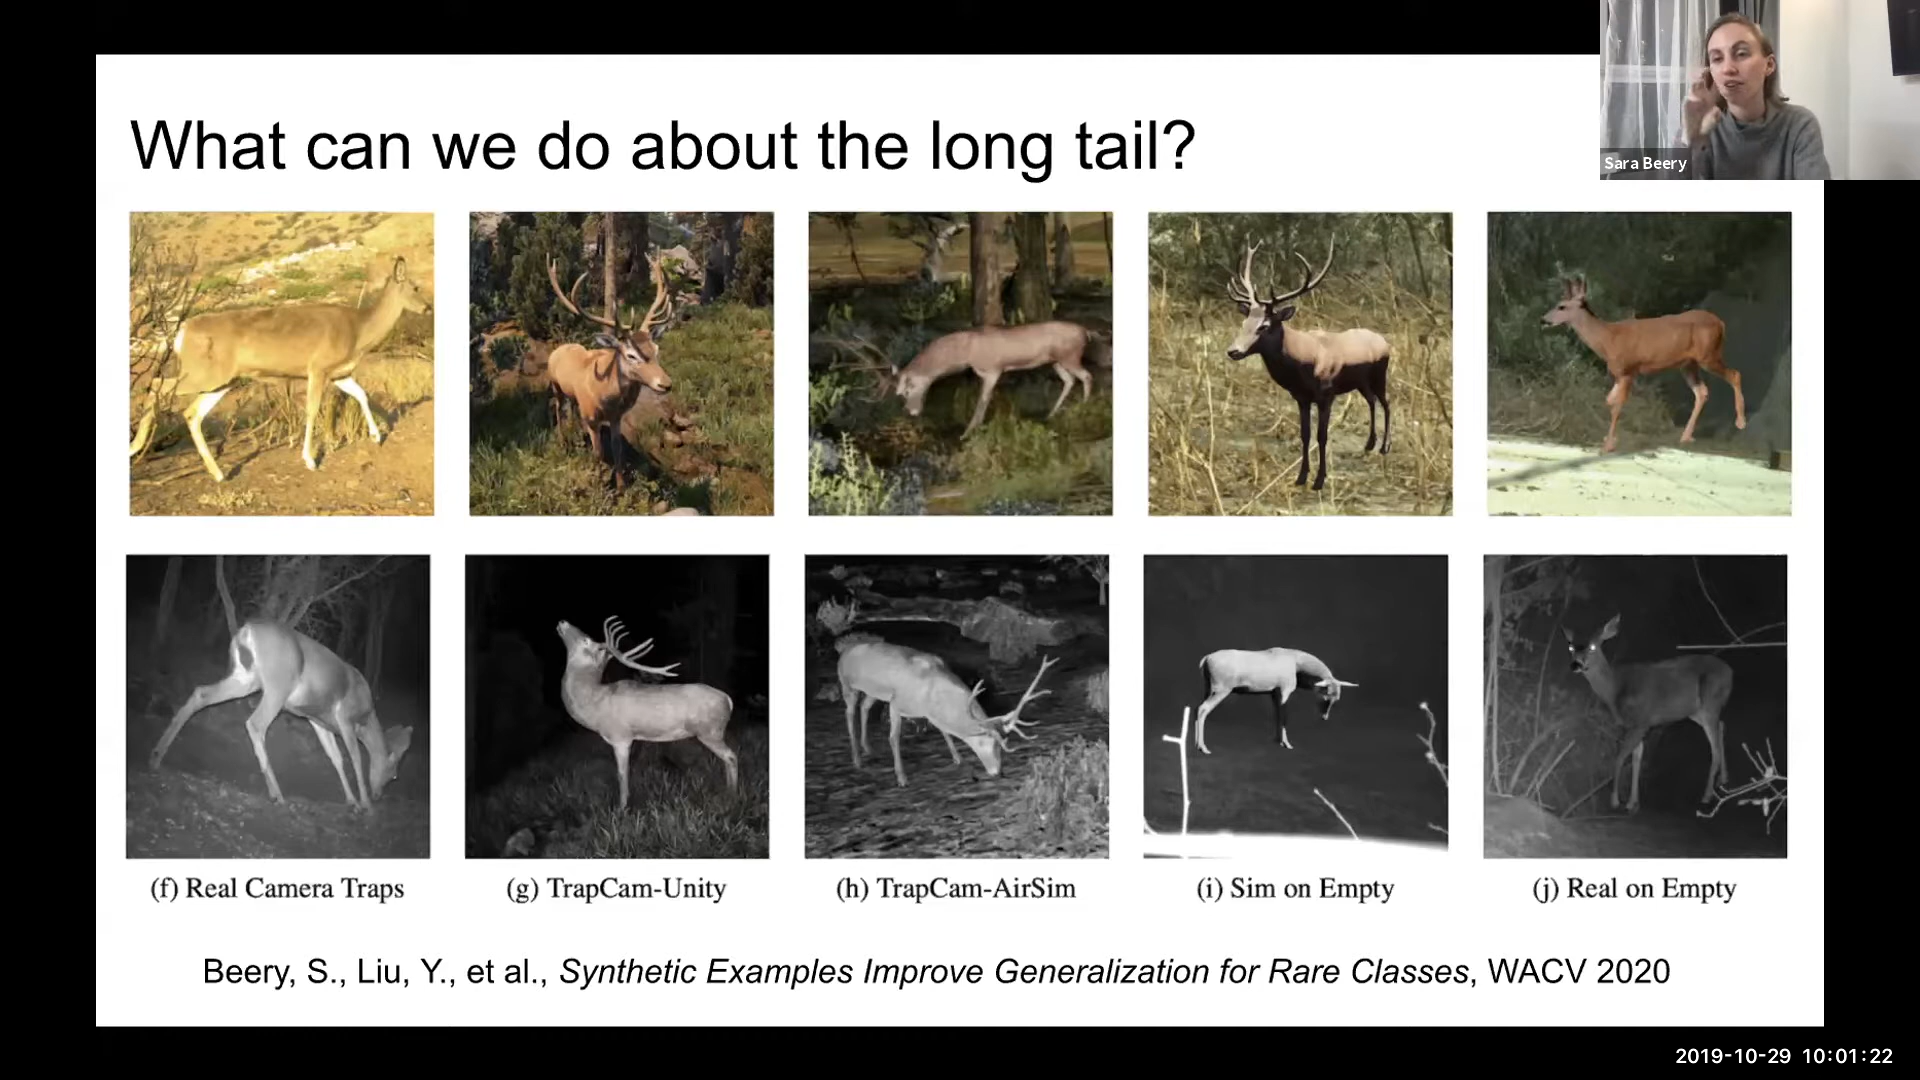 What can we do about the long tail?
Sara Beery
(f) Real Camera Traps
(g) TrapCam-Unity
(h) TrapCam-AirSim
(i) Sim on Empty
(j) Real on Empty
Beery, S., Liu, Y., et al., Synthetic Examples Improve Generalization for Rare Classes, WACV 2020
2019-10-29 10:01:22